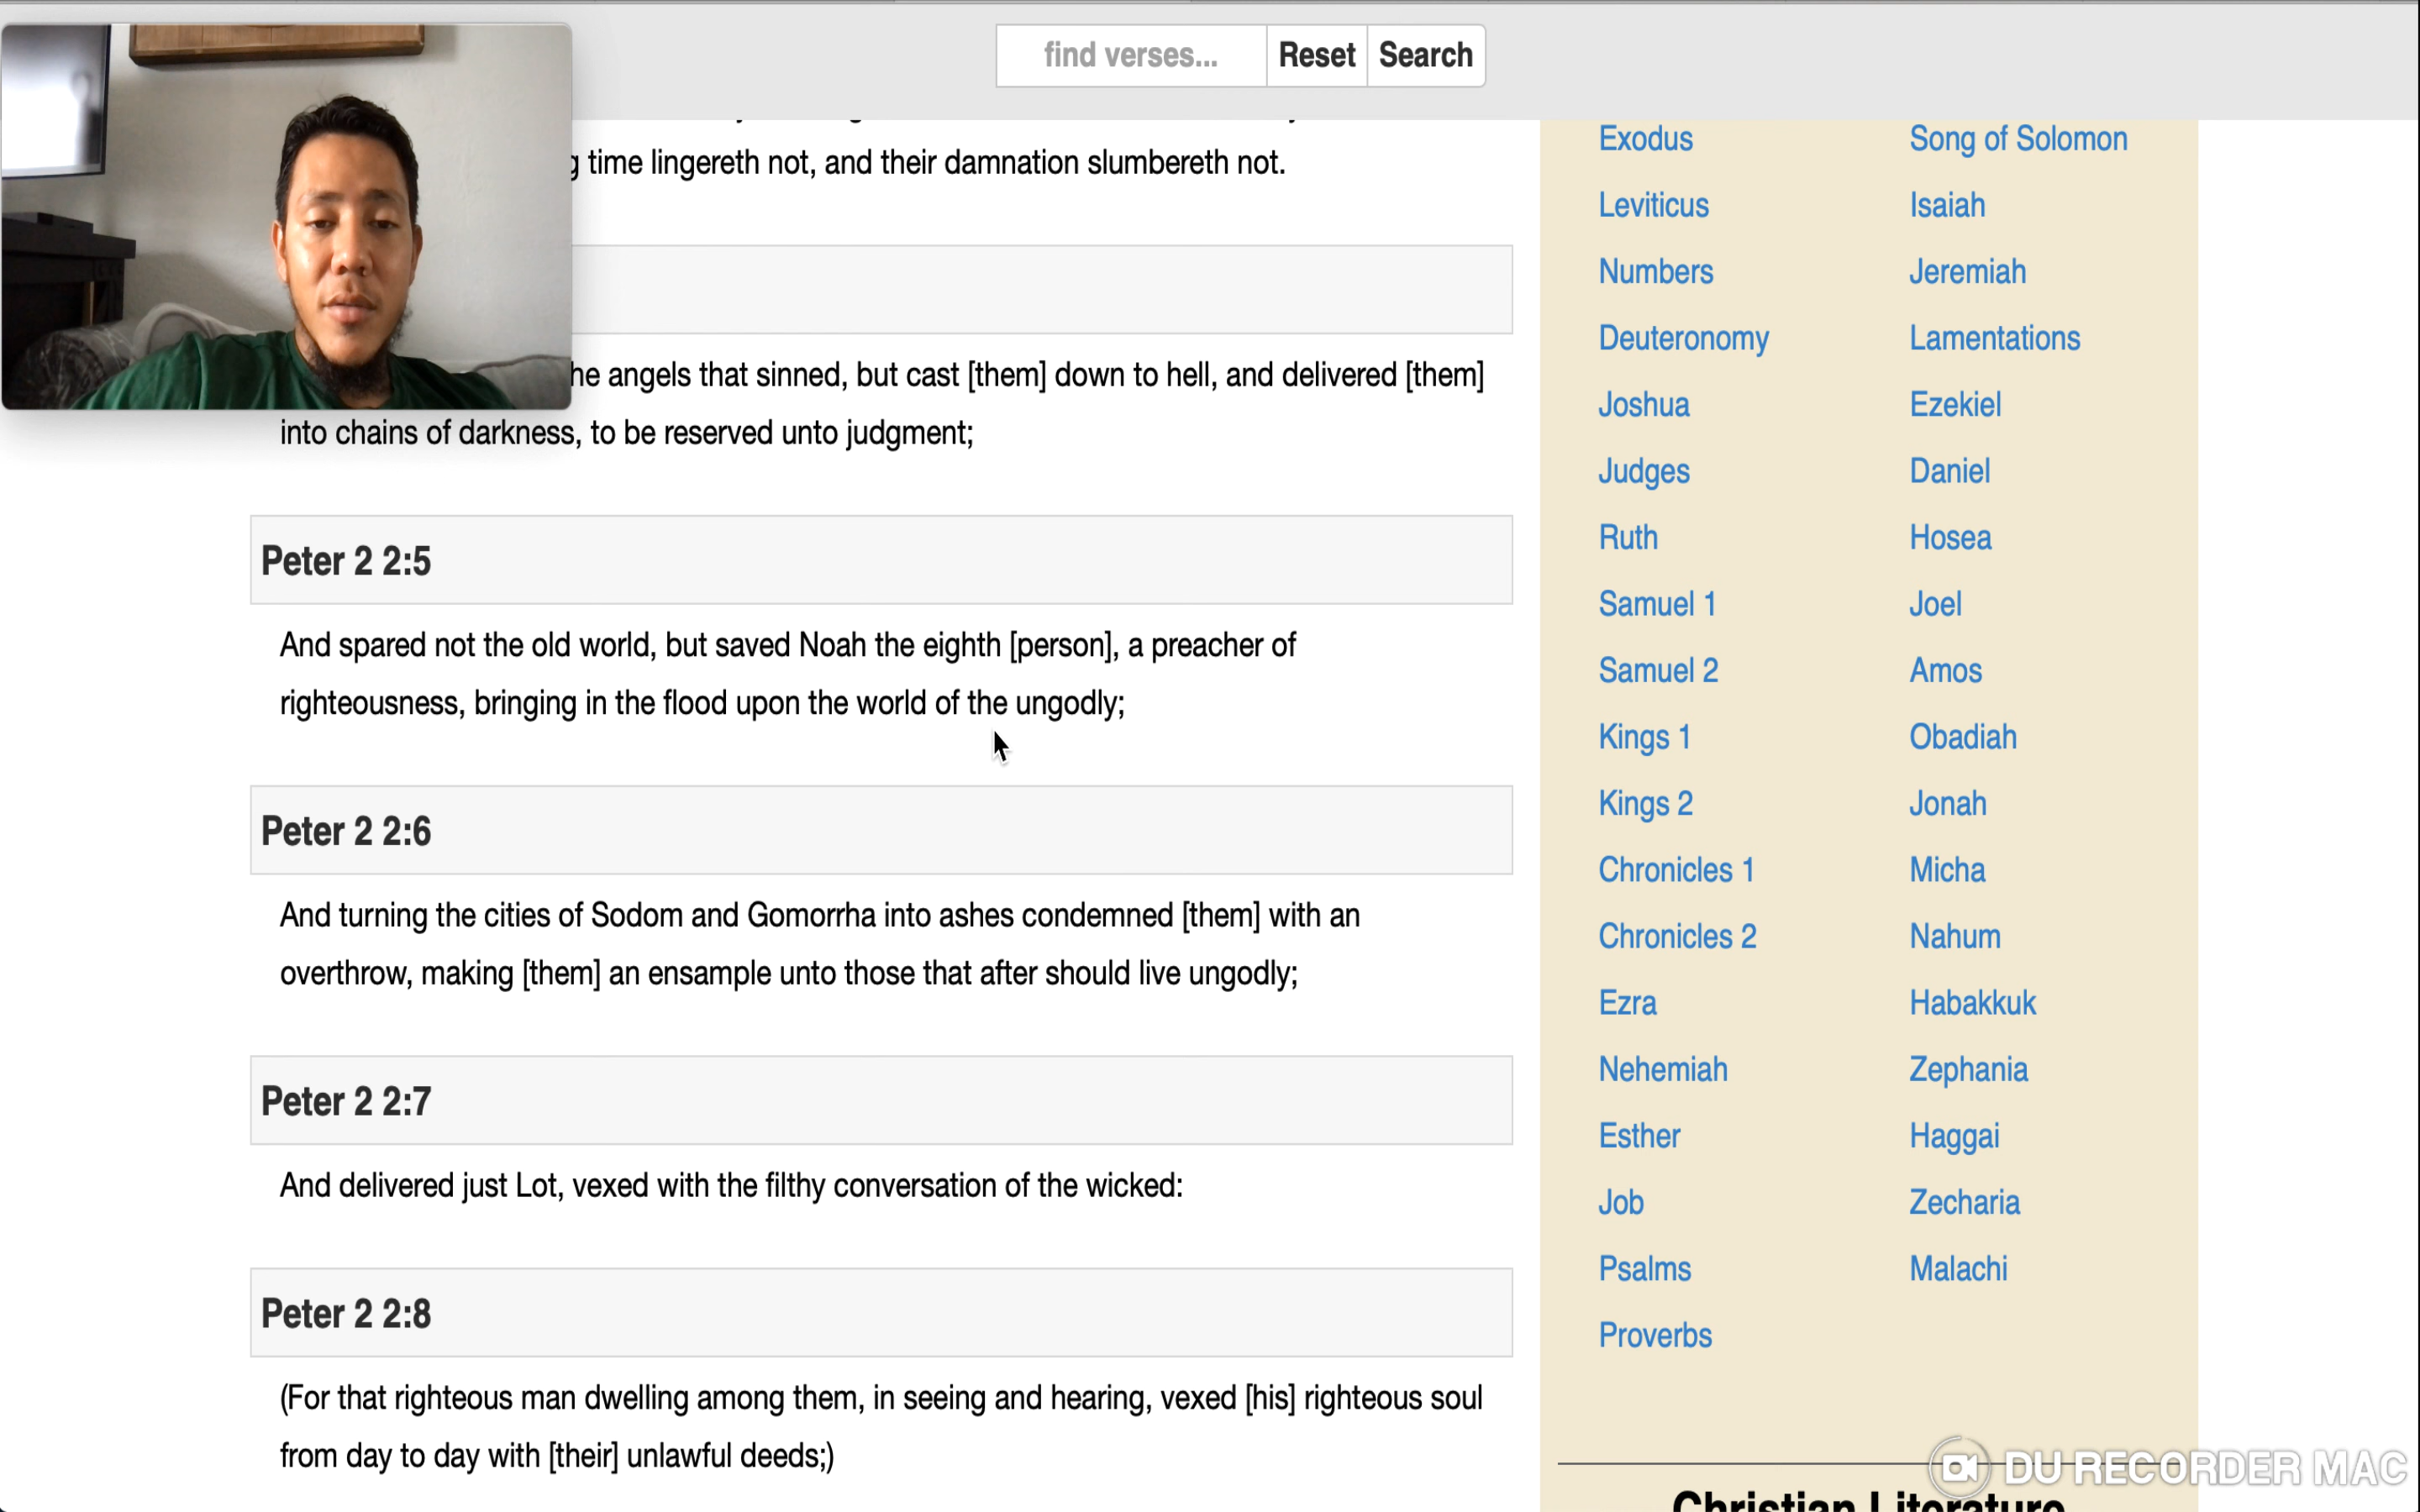 find verses... Reset Search
time lingereth not, and their damnation slumbereth not.
he angels that sinned, but cast [them] down to hell, and delivered [them]
into chains of darkness, to be reserved unto judgment;
Peter 2 2:5
And spared not the old world, but saved Noah the eighth [person], a preacher of
righteousness, bringing in the flood upon the world of the ungodly;
Peter 2 2:6
And turning the cities of Sodom and Gomorrha into ashes condemned [them] with an
overthrow, making [them] an ensample unto those that after should live ungodly;
Peter 2 2:7
And delivered just Lot, vexed with the filthy conversation of the wicked:
Peter 2 2:8
(For that righteous man dwelling among them, in seeing and hearing, vexed [his] righteous soul
from day to day with [their] unlawful deeds;)
Exodus
Leviticus
Numbers
Deuteronomy
Joshua
Judges
Ruth
Samuel 1
Samuel 2
Kings 1
Kings 2
Chronicles 1
Chronicles 2
Ezra
Nehemiah
Esther
Job
Psalms
Proverbs
Song of Solomon
Isaiah
Jeremiah
Lamentations
Ezekiel
Daniel
Hosea
Joel
Amos
Obadiah
Jonah
Micha
Nahum
Habakkuk
Zephania
Haggai
Zecharia
Malachi
Christian Literature
DU RECORDER MAC